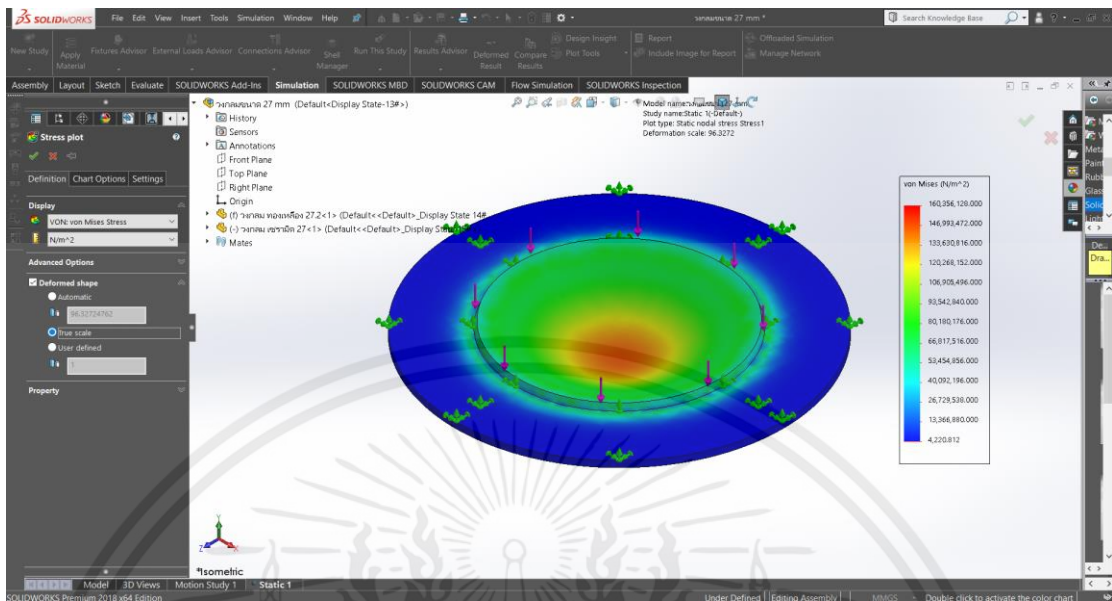 SOLIDWORKS File Edit View Insert Tools Simulation Window Help วงกลมขนาด 27 mm * Search Knowledge Base
New Study Apply Material Fixtures Advisor External Loads Advisor Connections Advisor Shell Manager Run This Study Results Advisor Deformed Result Compare Results Design Insight Plot Tools Report Include Image for Report Offloaded Simulation Manage Network
Assembly Layout Sketch Evaluate SOLIDWORKS Add-Ins Simulation SOLIDWORKS MBD SOLIDWORKS CAM Flow Simulation SOLIDWORKS Inspection
วงกลมขนาด 27 mm (Default<Display State-13#>)
History
Sensors
Annotations
Front Plane
Top Plane
Right Plane
Origin
(f) วงกลม ทองเหลือง 27.2<1> (Default<<Default>_Display State 14#
(-) วงกลม เซรามิค 27<1> (Default<<Default>_Display
Mates
Stress plot
Definition Chart Options Settings
Display
VON: von Mises Stress
N/m^2
Advanced Options
Deformed shape
Automatic
96.32724762
True scale
User defined
1
Property
Model name:
Study name:Static 1(-Default-)
Plot type: Static nodal stress Stress1
Deformation scale: 96.3272
von Mises (N/m^2)
160,356,128.000
146,993,472.000
133,630,816.000
120,268,152.000
106,905,496.000
93,542,840.000
80,180,176.000
66,817,516.000
53,454,856.000
40,092,196.000
26,729,538.000
13,366,880.000
4,220.812
Meta
Pain
Rubb
Glass
Solid
Light
De...
Dra...
Y
Z
*Isometric
Model 3D Views Motion Study 1 Static 1
SOLIDWORKS Premium 2018 x64 Edition Under Defined Editing Assembly MMGS Double click to activate the color chart